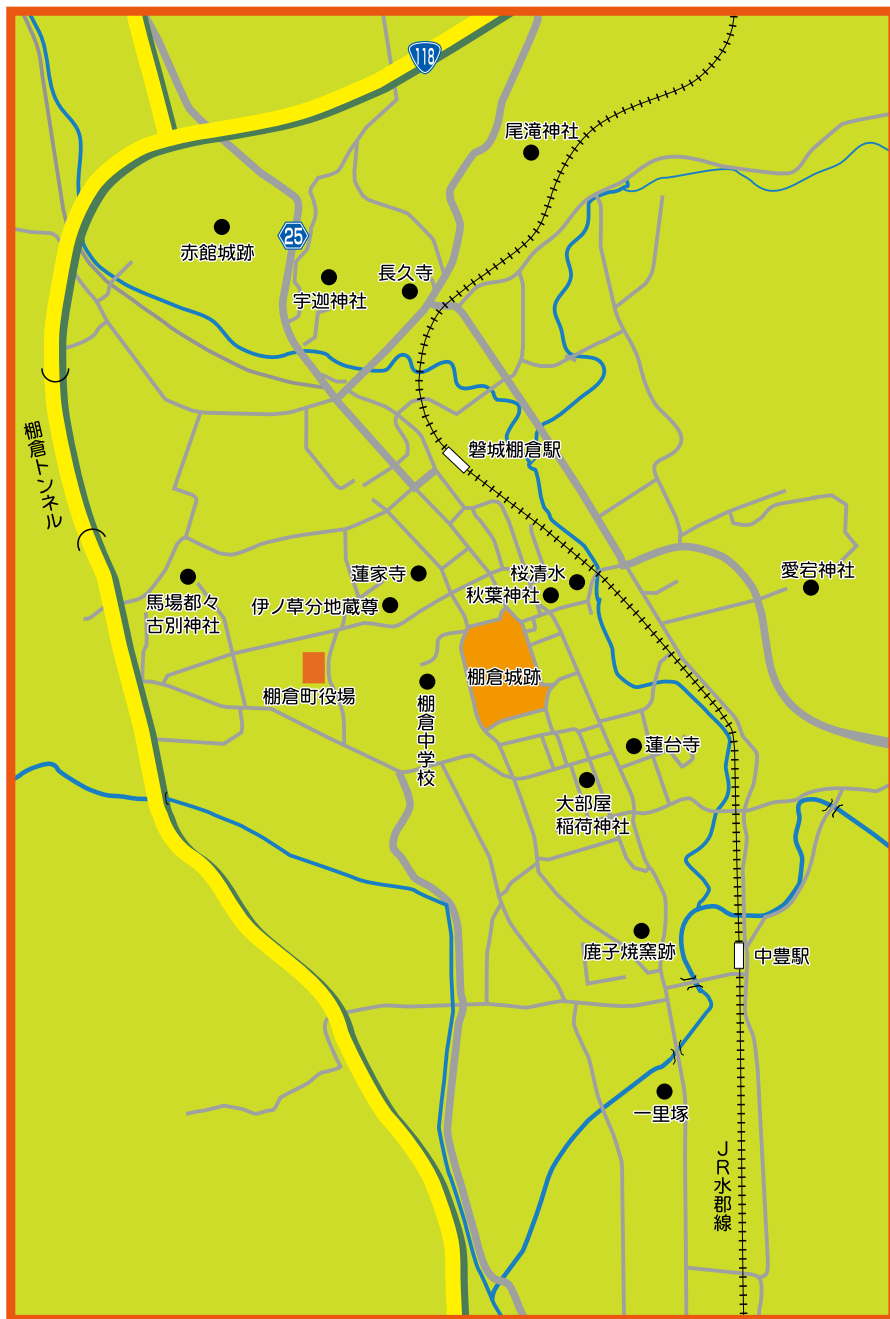 118
尾滝神社
25
赤館城跡
宇迦神社
長久寺
棚倉トンネル
磐城棚倉駅
蓮家寺
桜清水
愛宕神社
馬場都々
古別神社
伊ノ草分地蔵尊
秋葉神社
棚倉町役場
棚倉城跡
棚倉中学校
蓮台寺
大部屋
稲荷神社
鹿子焼窯跡
中豊駅
一里塚
JR水郡線